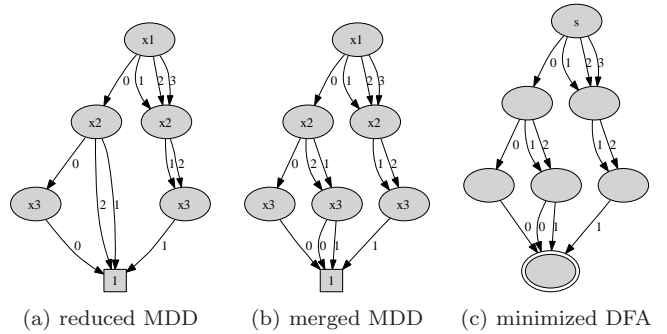 x1
x1
s
0 1 2 3
0 1 2 3
0 1 2 3
x2 x2
x2 x2
0 1 2
0 2 1 1 2
0 1 2 1 2
2 1
x3 x3
x3 x3 x3
0 1
0 0 1 1
0 0 1 1
1
1
(a) reduced MDD (b) merged MDD (c) minimized DFA